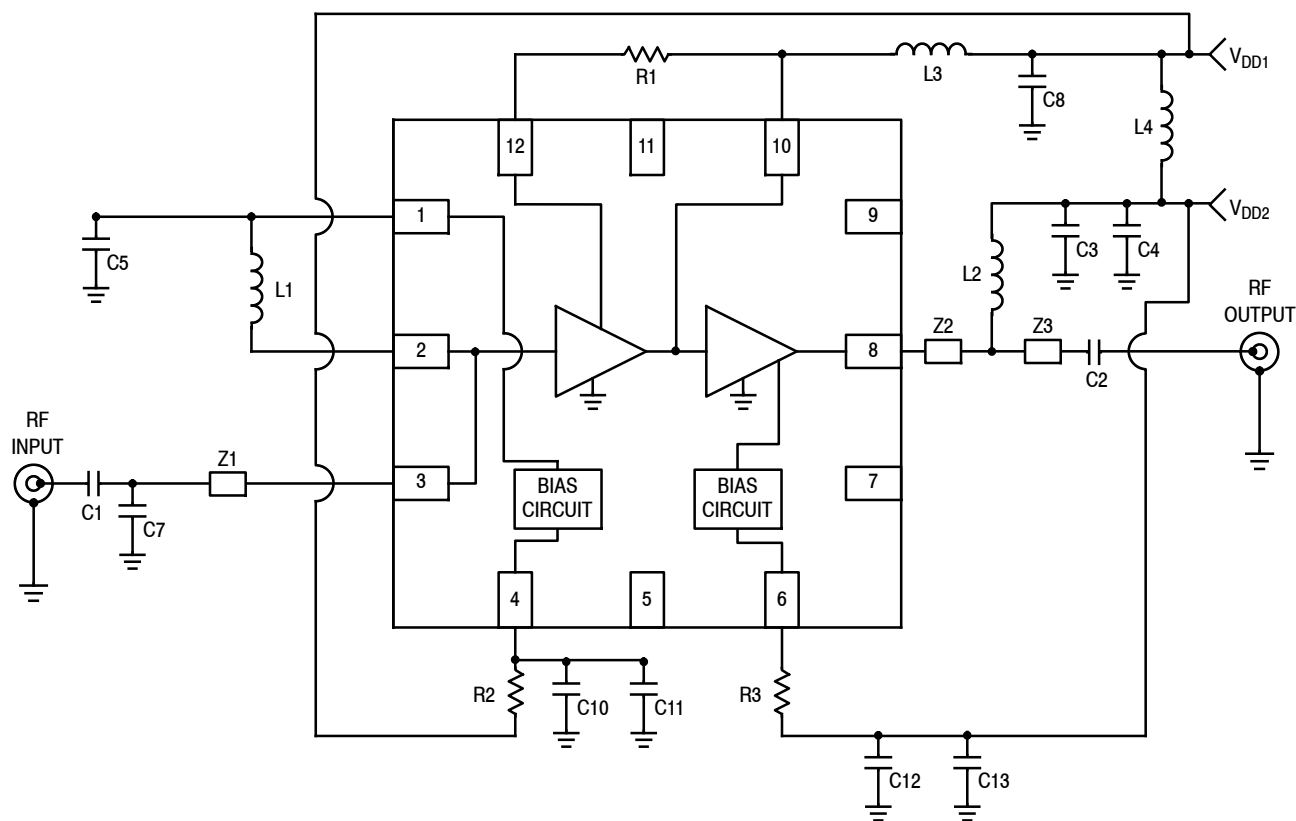 R1
L3
C8
V_DD1
L4
12
11
10
1
9
V_DD2
C5
L1
C3
C4
L2
RF
OUTPUT
2
8
Z2
Z3
C2
RF
INPUT
Z1
3
7
C1
C7
BIAS
CIRCUIT
BIAS
CIRCUIT
4
5
6
R2
C10
C11
R3
C12
C13